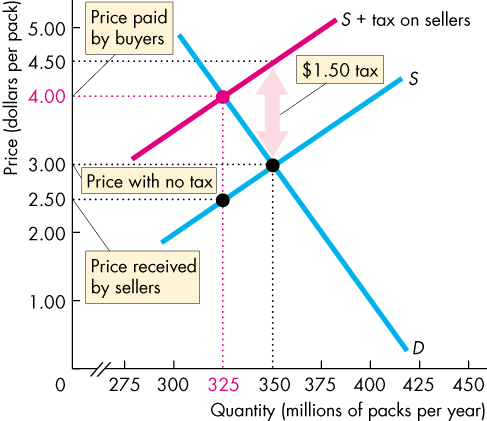 Price (dollars per pack)
5.00
4.50
4.00
3.00
2.50
2.00
1.00
0
Price paid
by buyers
S + tax on sellers
$1.50 tax
S
Price with no tax
Price received
by sellers
D
275 300 325 350 375 400 425 450
Quantity (millions of packs per year)